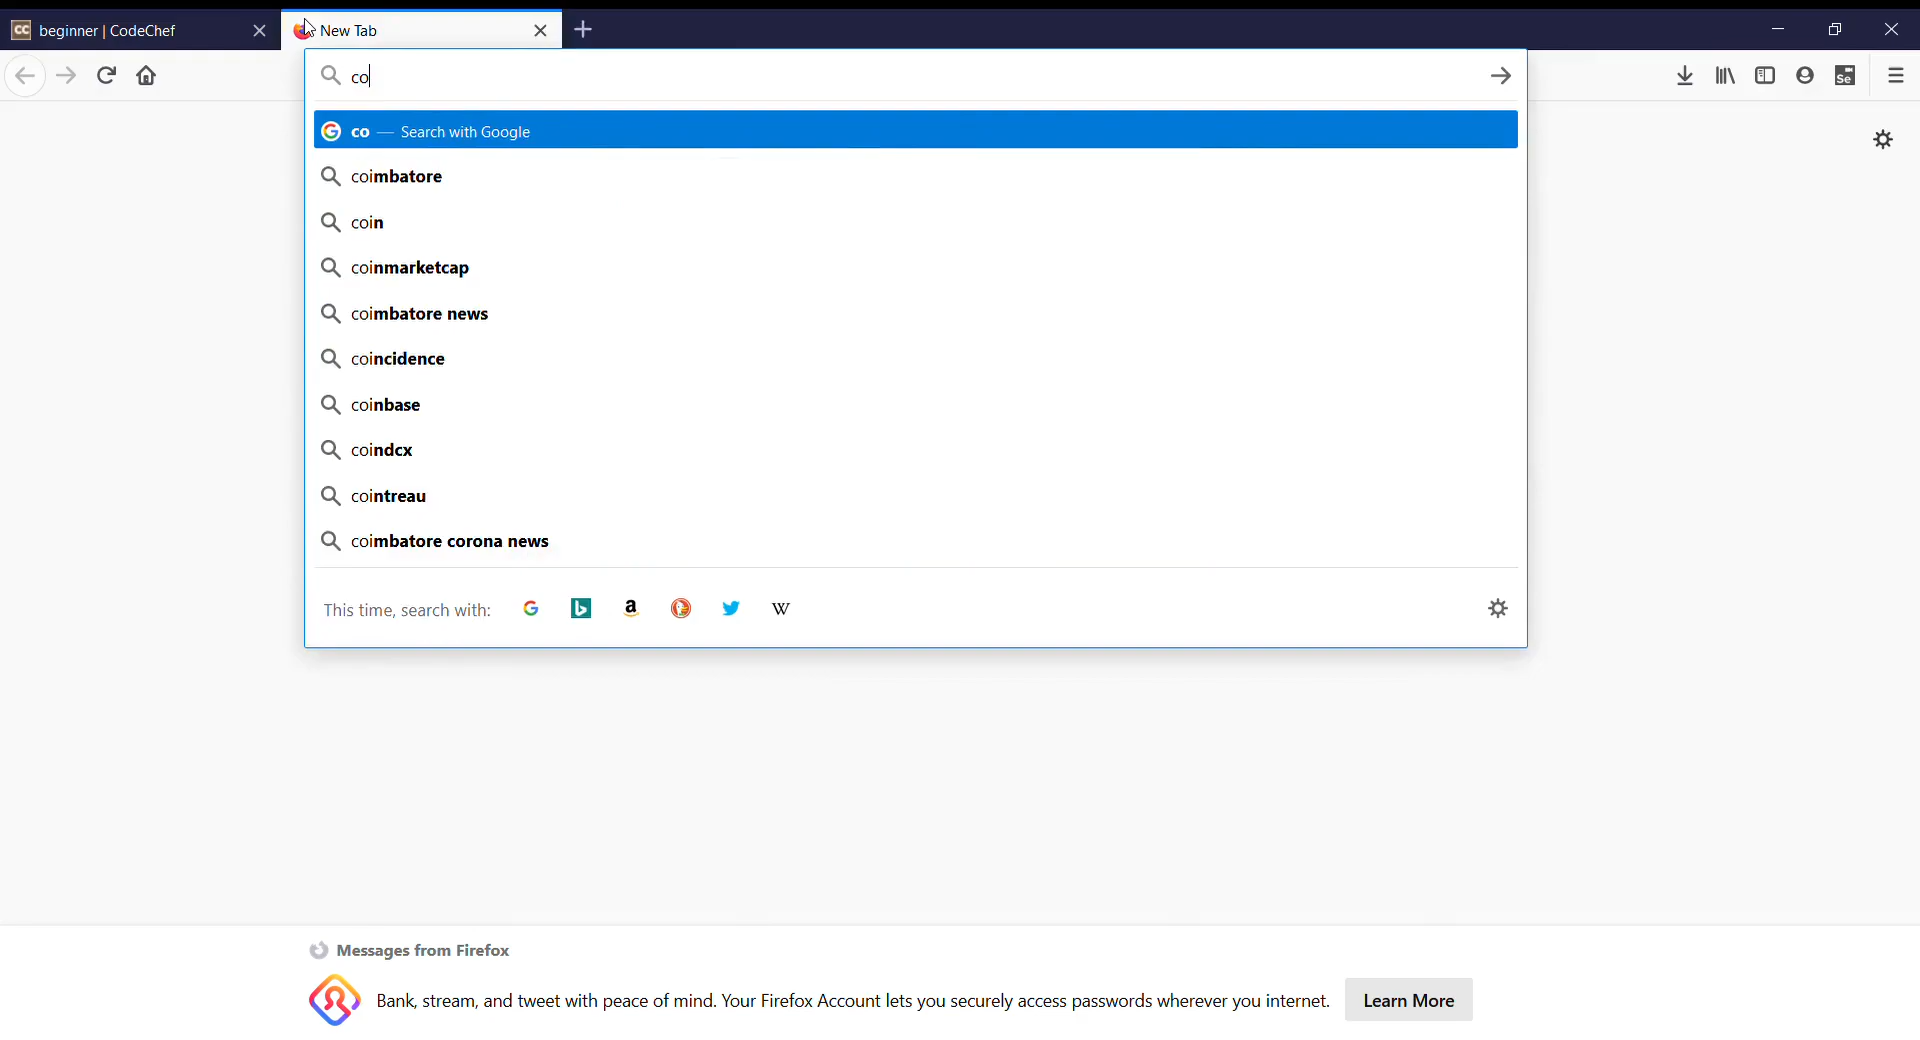 CC beginner | CodeChef
New Tab
co
co — Search with Google
coimbatore
coin
coinmarketcap
coimbatore news
coincidence
coinbase
coindcx
cointreau
coimbatore corona news
This time, search with: G b a W
Se
Messages from Firefox
Bank, stream, and tweet with peace of mind. Your Firefox Account lets you securely access passwords wherever you internet. Learn More